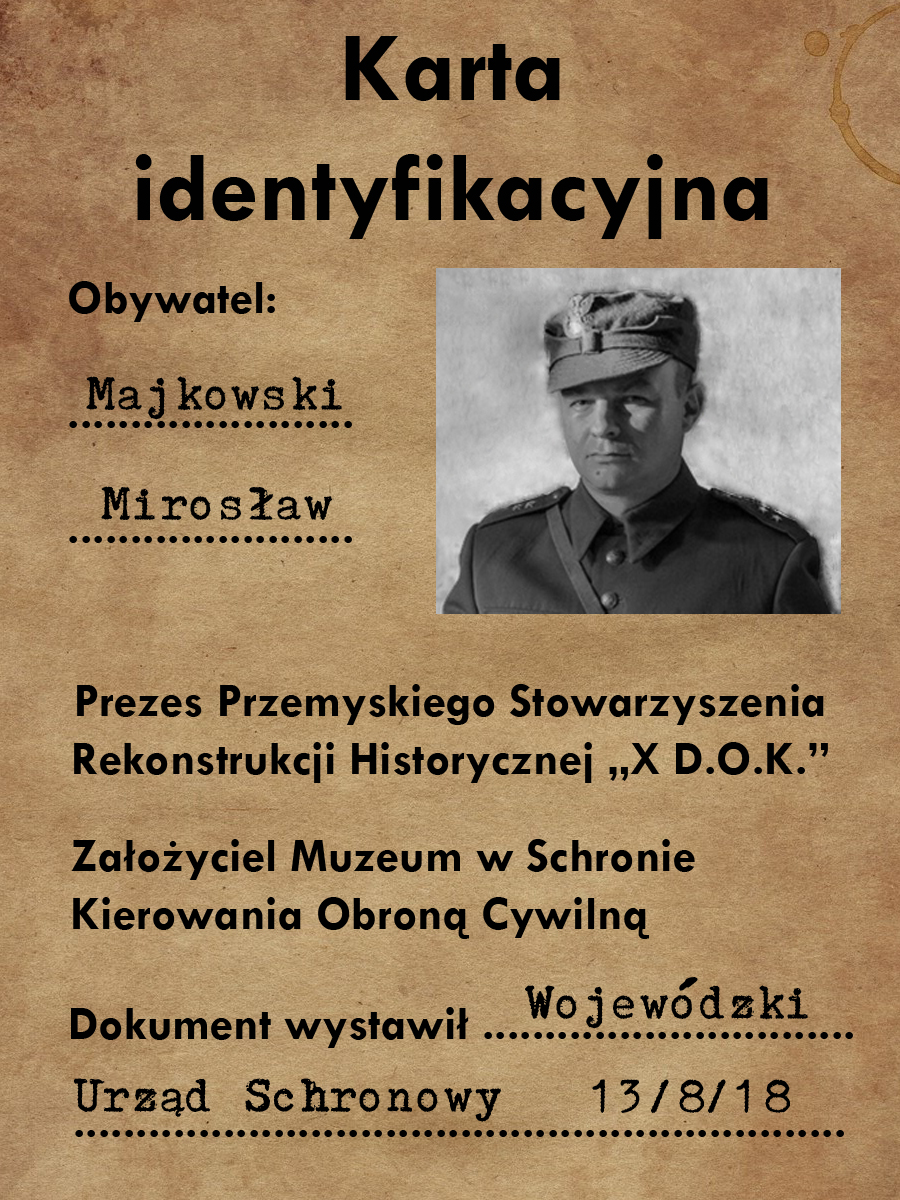 Karta
identyfikacyjna
Obywatel:
Majkowski
Mirosław
Prezes Przemyskiego Stowarzyszenia
Rekonstrukcji Historycznej „X D.O.K.”
Założyciel Muzeum w Schronie
Kierowania Obroną Cywilną
Dokument wystawił Wojewódzki
Urząd Schronowy 13/8/18